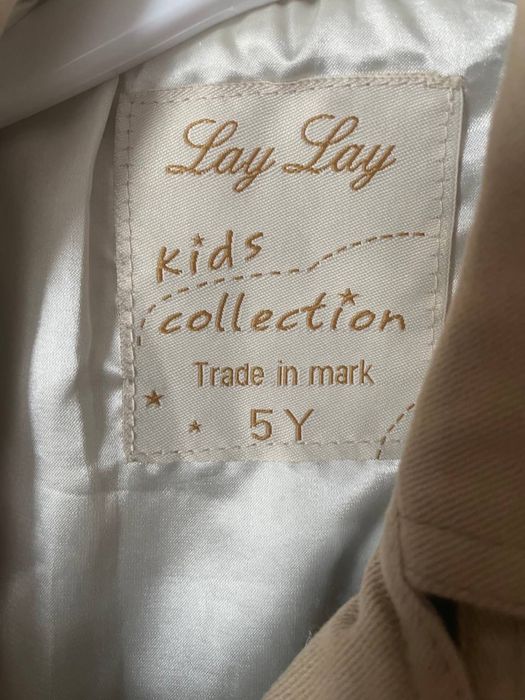 Lay Lay
kids
collection
Trade in mark
5Y